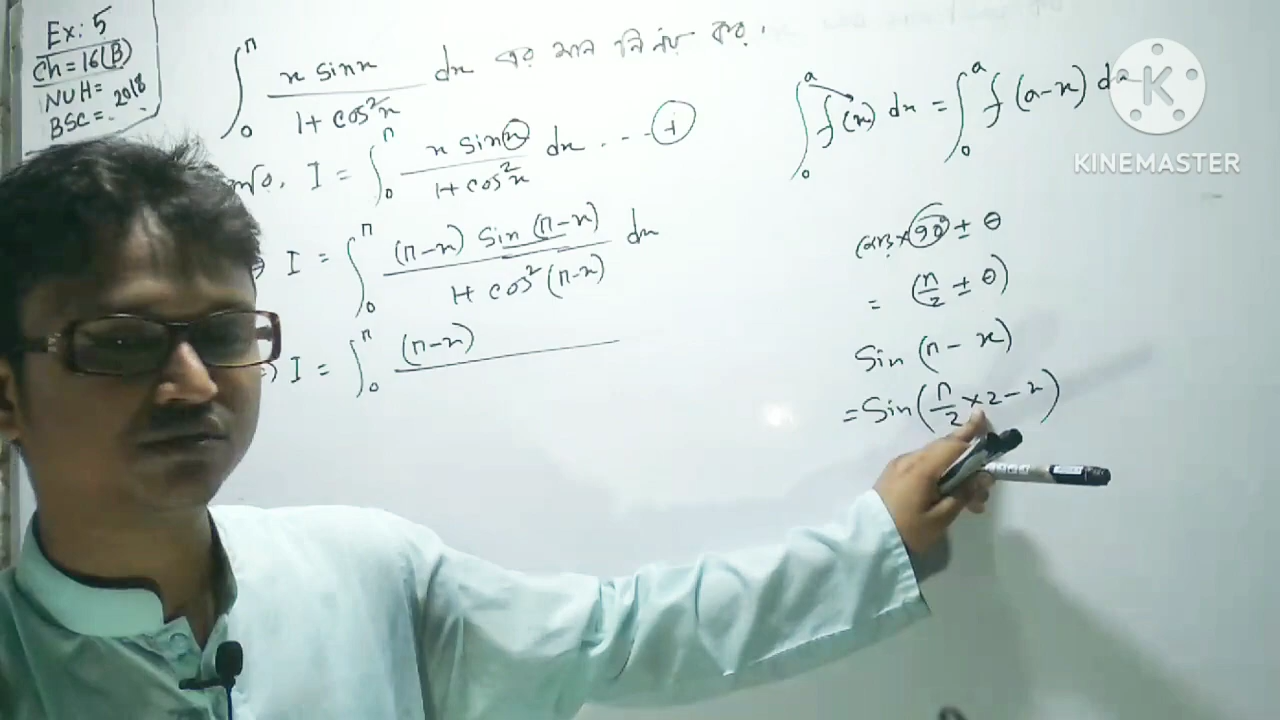 Ex: 5
Ch = 16(B)
NUH =
BSC = 2018
∫₀^π x sinx / 1 + cos²x dx এর মান নির্ণয় কর.
I = ∫₀^π x sin x / 1 + cos²x dx . -- (i)
I = ∫₀^π (π-x) Sin (π-x) / 1 + cos² (π-x) dx
I = ∫₀^π (π-x)
∫₀^a f(x) dx = ∫₀^a f(a-x) dx
KINEMASTER
×90° ± θ
= (π/2 ± θ)
Sin (π - x)
= Sin (π/2 × 2 - x)